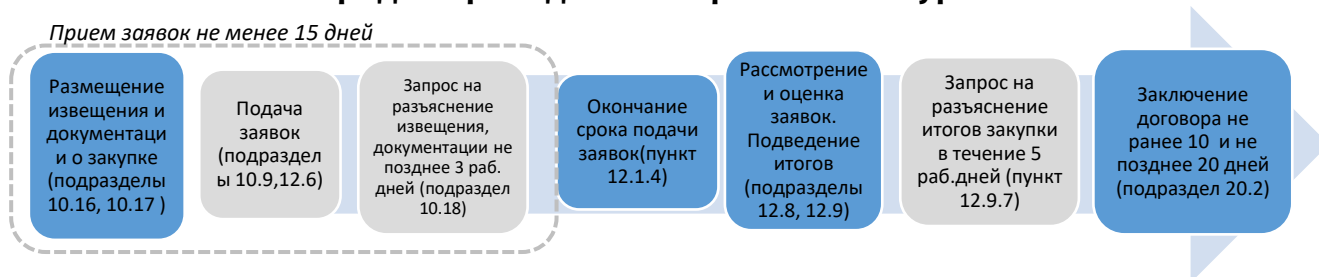 Прием заявок не менее 15 дней
Размещение
извещения и
документаци
и о закупке
(подразделы
10.16, 10.17 )
Подача
заявок
(подраздел
ы 10.9,12.6)
Запрос на
разъяснение
извещения,
документации не
позднее 3 раб.
дней (подраздел
10.18)
Окончание
срока подачи
заявок(пункт
12.1.4)
Рассмотрение
и оценка
заявок.
Подведение
итогов
(подразделы
12.8, 12.9)
Запрос на
разъяснение
итогов закупки
в течение 5
раб.дней (пункт
12.9.7)
Заключение
договора не
ранее 10 и не
позднее 20 дней
(подраздел 20.2)